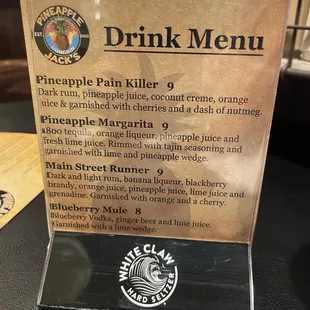 PINEAPPLE
JACK'S
EST.
Drink Menu
Pineapple Pain Killer 9
Dark rum, pineapple juice, coconut creme, orange
juice & garnished with cherries and a dash of nutmeg.
Pineapple Margarita 9
1800 tequila, orange liqueur, pineapple juice and
fresh lime juice. Rimmed with tajin seasoning and
garnished with lime and pineapple wedge.
Main Street Runner 9
Dark and light rum, banana liqueur, blackberry
brandy, orange juice, pineapple juice, lime juice and
grenadine. Garnished with orange and a cherry.
Blueberry Mule 8
Blueberry Vodka, ginger beer and lime juice.
Garnished with a lime wedge.
WHITE CLAW
HARD SELTZER